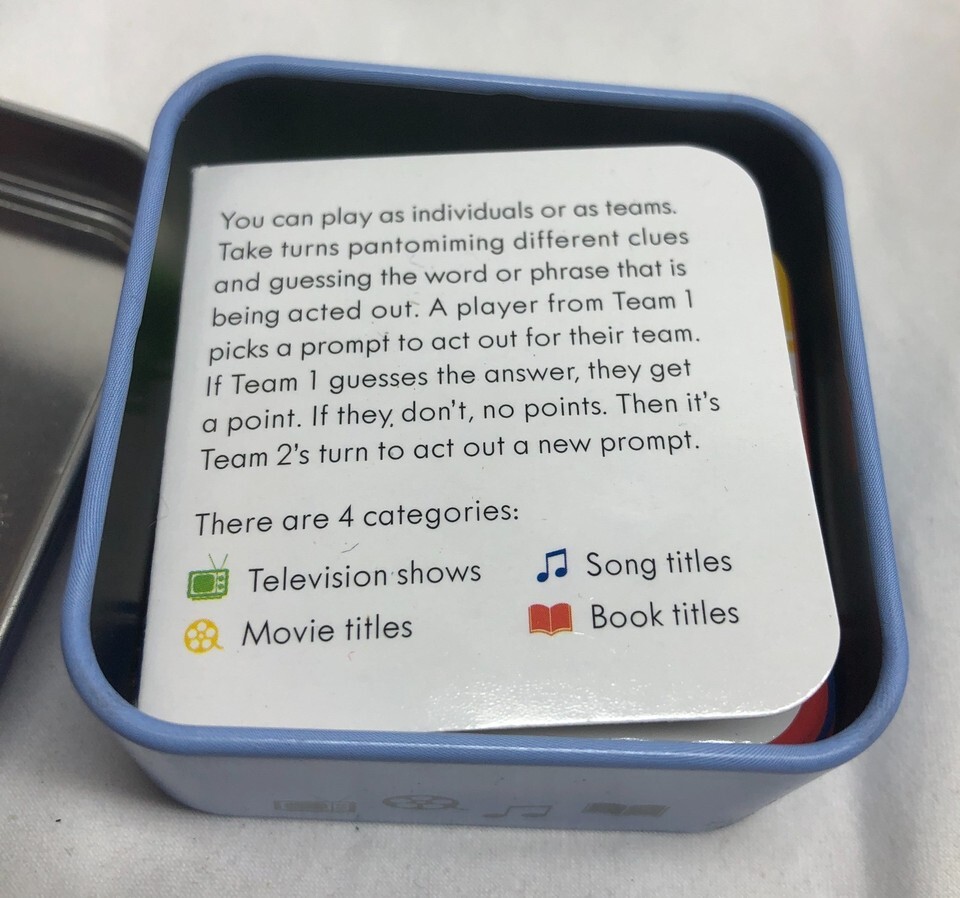 You can play as individuals or as teams.
Take turns pantomiming different clues
and guessing the word or phrase that is
being acted out. A player from Team 1
picks a prompt to act out for their team.
If Team 1 guesses the answer, they get
a point. If they don't, no points. Then it's
Team 2's turn to act out a new prompt.
There are 4 categories:
Television shows
Song titles
Movie titles
Book titles